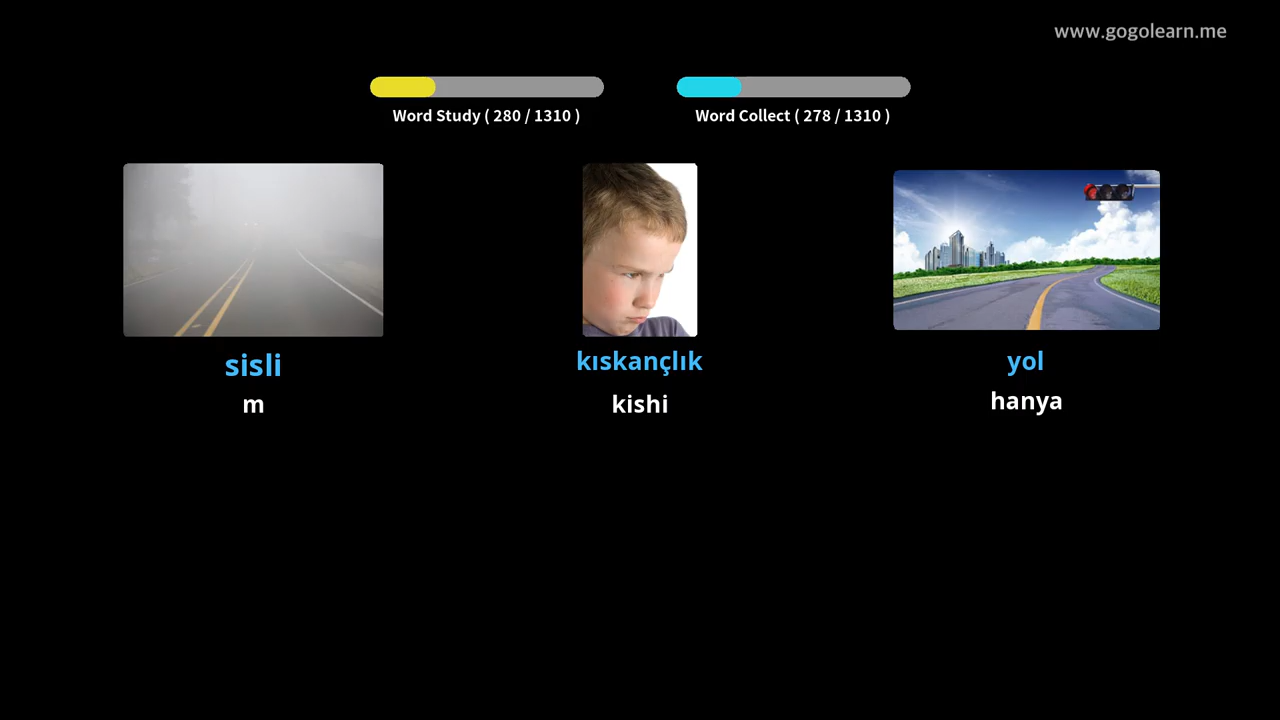 www.gogolearn.me
Word Study ( 280 / 1310 )
Word Collect ( 278 / 1310 )
sisli
m
kıskançlık
kishi
yol
hanya